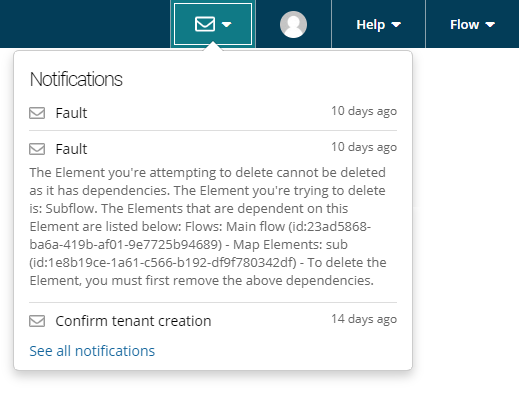 Help
Flow
Notifications
Fault 10 days ago
Fault 10 days ago
The Element you're attempting to delete cannot be deleted
as it has dependencies. The Element you're trying to delete
is: Subflow. The Elements that are dependent on this
Element are listed below: Flows: Main flow (id:23ad5868-
ba6a-419b-af01-9e7725b94689) - Map Elements: sub
(id:1e8b19ce-1a61-c566-b192-df9f780342df) - To delete the
Element, you must first remove the above dependencies.
Confirm tenant creation 14 days ago
See all notifications